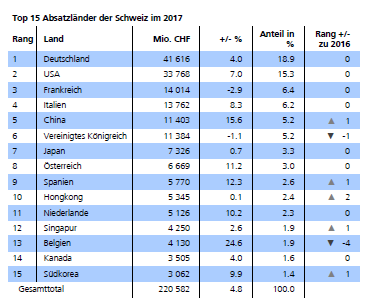 Top 15 Absatzländer der Schweiz im 2017
Rang Land Mio. CHF +/- % Anteil in % Rang +/- zu 2016
1 Deutschland 41 616 4.0 18.9 0
2 USA 33 768 7.0 15.3 0
3 Frankreich 14 014 -2.9 6.4 0
4 Italien 13 762 8.3 6.2 0
5 China 11 403 15.6 5.2 ▲ 1
6 Vereinigtes Königreich 11 384 -1.1 5.2 ▼ -1
7 Japan 7 326 0.7 3.3 0
8 Österreich 6 669 11.2 3.0 0
9 Spanien 5 770 12.3 2.6 ▲ 1
10 Hongkong 5 345 0.1 2.4 ▲ 2
11 Niederlande 5 126 10.2 2.3 0
12 Singapur 4 250 2.6 1.9 ▲ 1
13 Belgien 4 130 24.6 1.9 ▼ -4
14 Kanada 3 505 4.0 1.6 0
15 Südkorea 3 062 9.9 1.4 ▲ 1
Gesamttotal 220 582 4.8 100.0